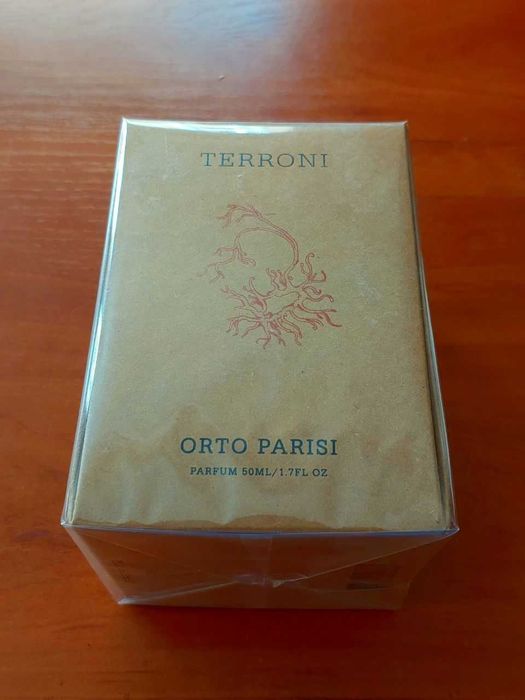 TERRONI
ORTO PARISI
PARFUM 50ML/1.7FL OZ